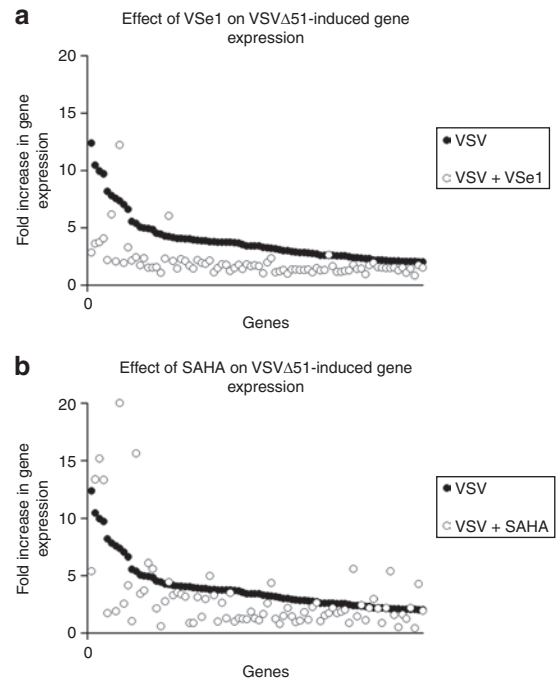 a
Effect of VSe1 on VSVΔ51-induced gene
expression
Fold increase in gene
expression
20
15
10
5
0
0
Genes
VSV
VSV + VSe1
b
Effect of SAHA on VSVΔ51-induced gene
expression
Fold increase in gene
expression
20
15
10
5
0
0
Genes
VSV
VSV + SAHA